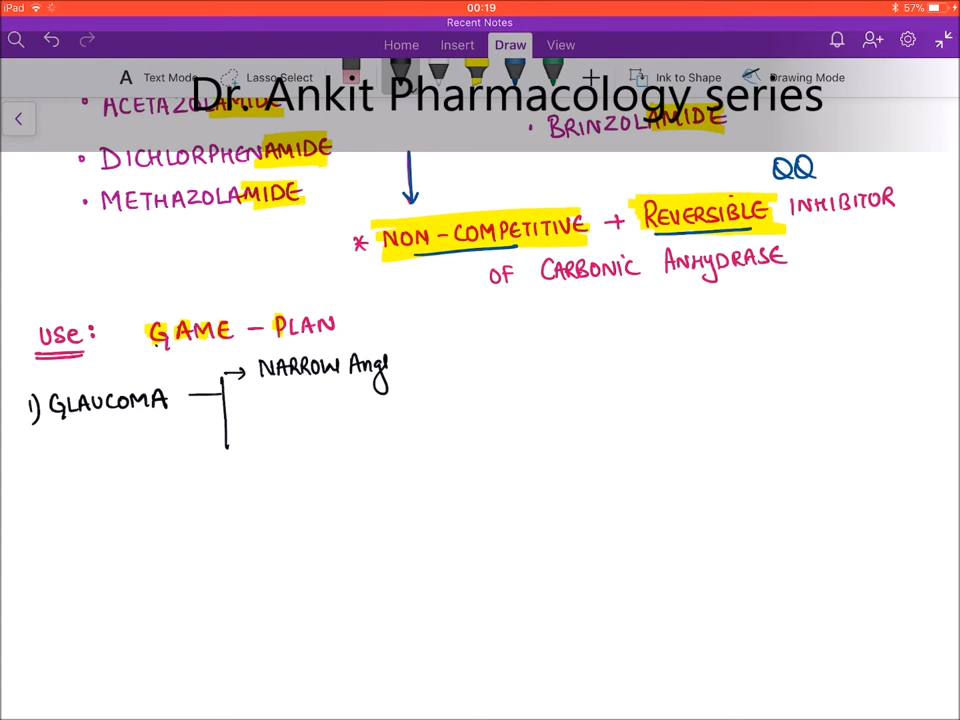 iPad
00:19
57%
Recent Notes
Home Insert Draw View
A Text Mode Lasso Select Ink to Shape Drawing Mode
Dr. Ankit Pharmacology series
• ACETAZOLAMIDE
• BRINZOLAMIDE
• DICHLORPHENAMIDE
• METHAZOLAMIDE
QQ
* NON-COMPETITIVE + REVERSIBLE INHIBITOR
OF CARBONIC ANHYDRASE
USE: GAME - PLAN
→ NARROW Angl
1) GLAUCOMA